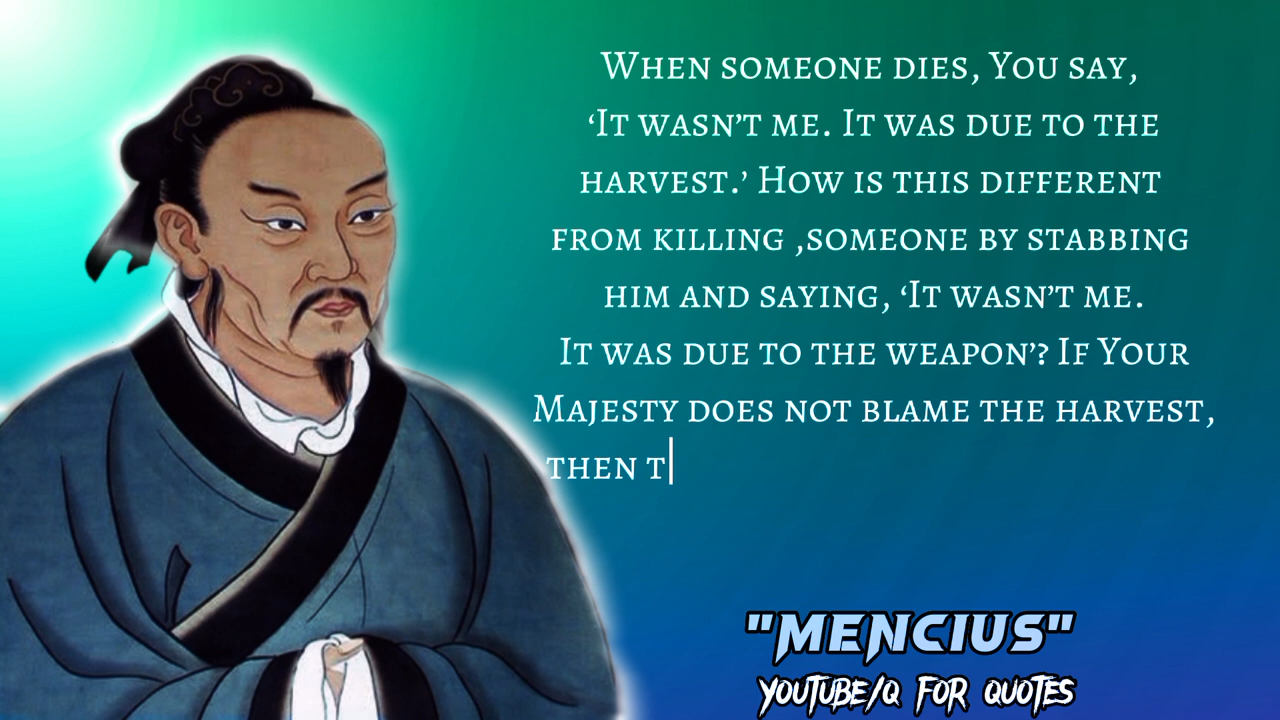 When someone dies, You say,
‘It wasn’t me. It was due to the
harvest.’ How is this different
from killing ,someone by stabbing
him and saying, ‘It wasn’t me.
It was due to the weapon’? If Your
Majesty does not blame the harvest,
then t
"MENCIUS"
YOUTUBE/Q FOR QUOTES